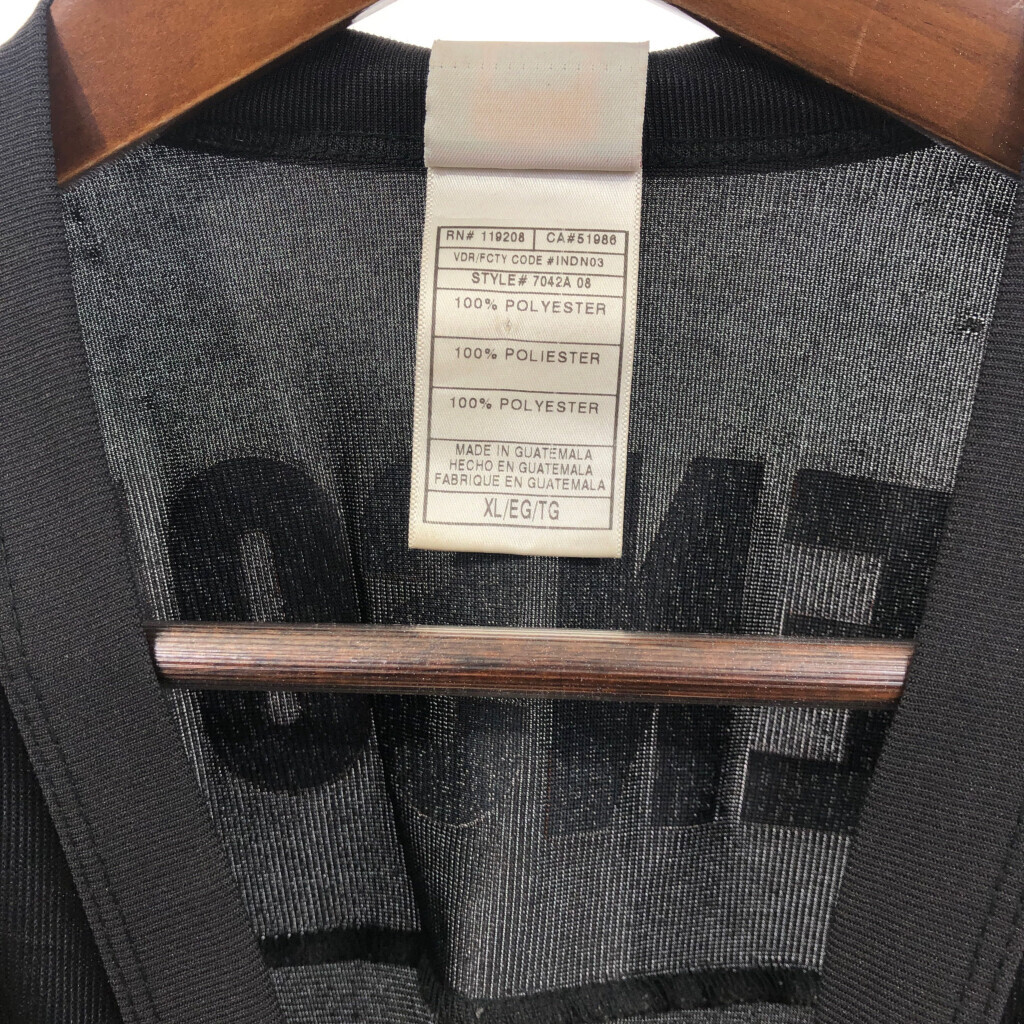 RN# 119208 CA#51986
VDR/FCTY CODE #INDN03
STYLE# 7042A 08
100% POLYESTER
100% POLIESTER
100% POLYESTER
MADE IN GUATEMALA
HECHO EN GUATEMALA
FABRIQUE EN GUATEMALA
XL/EG/TG